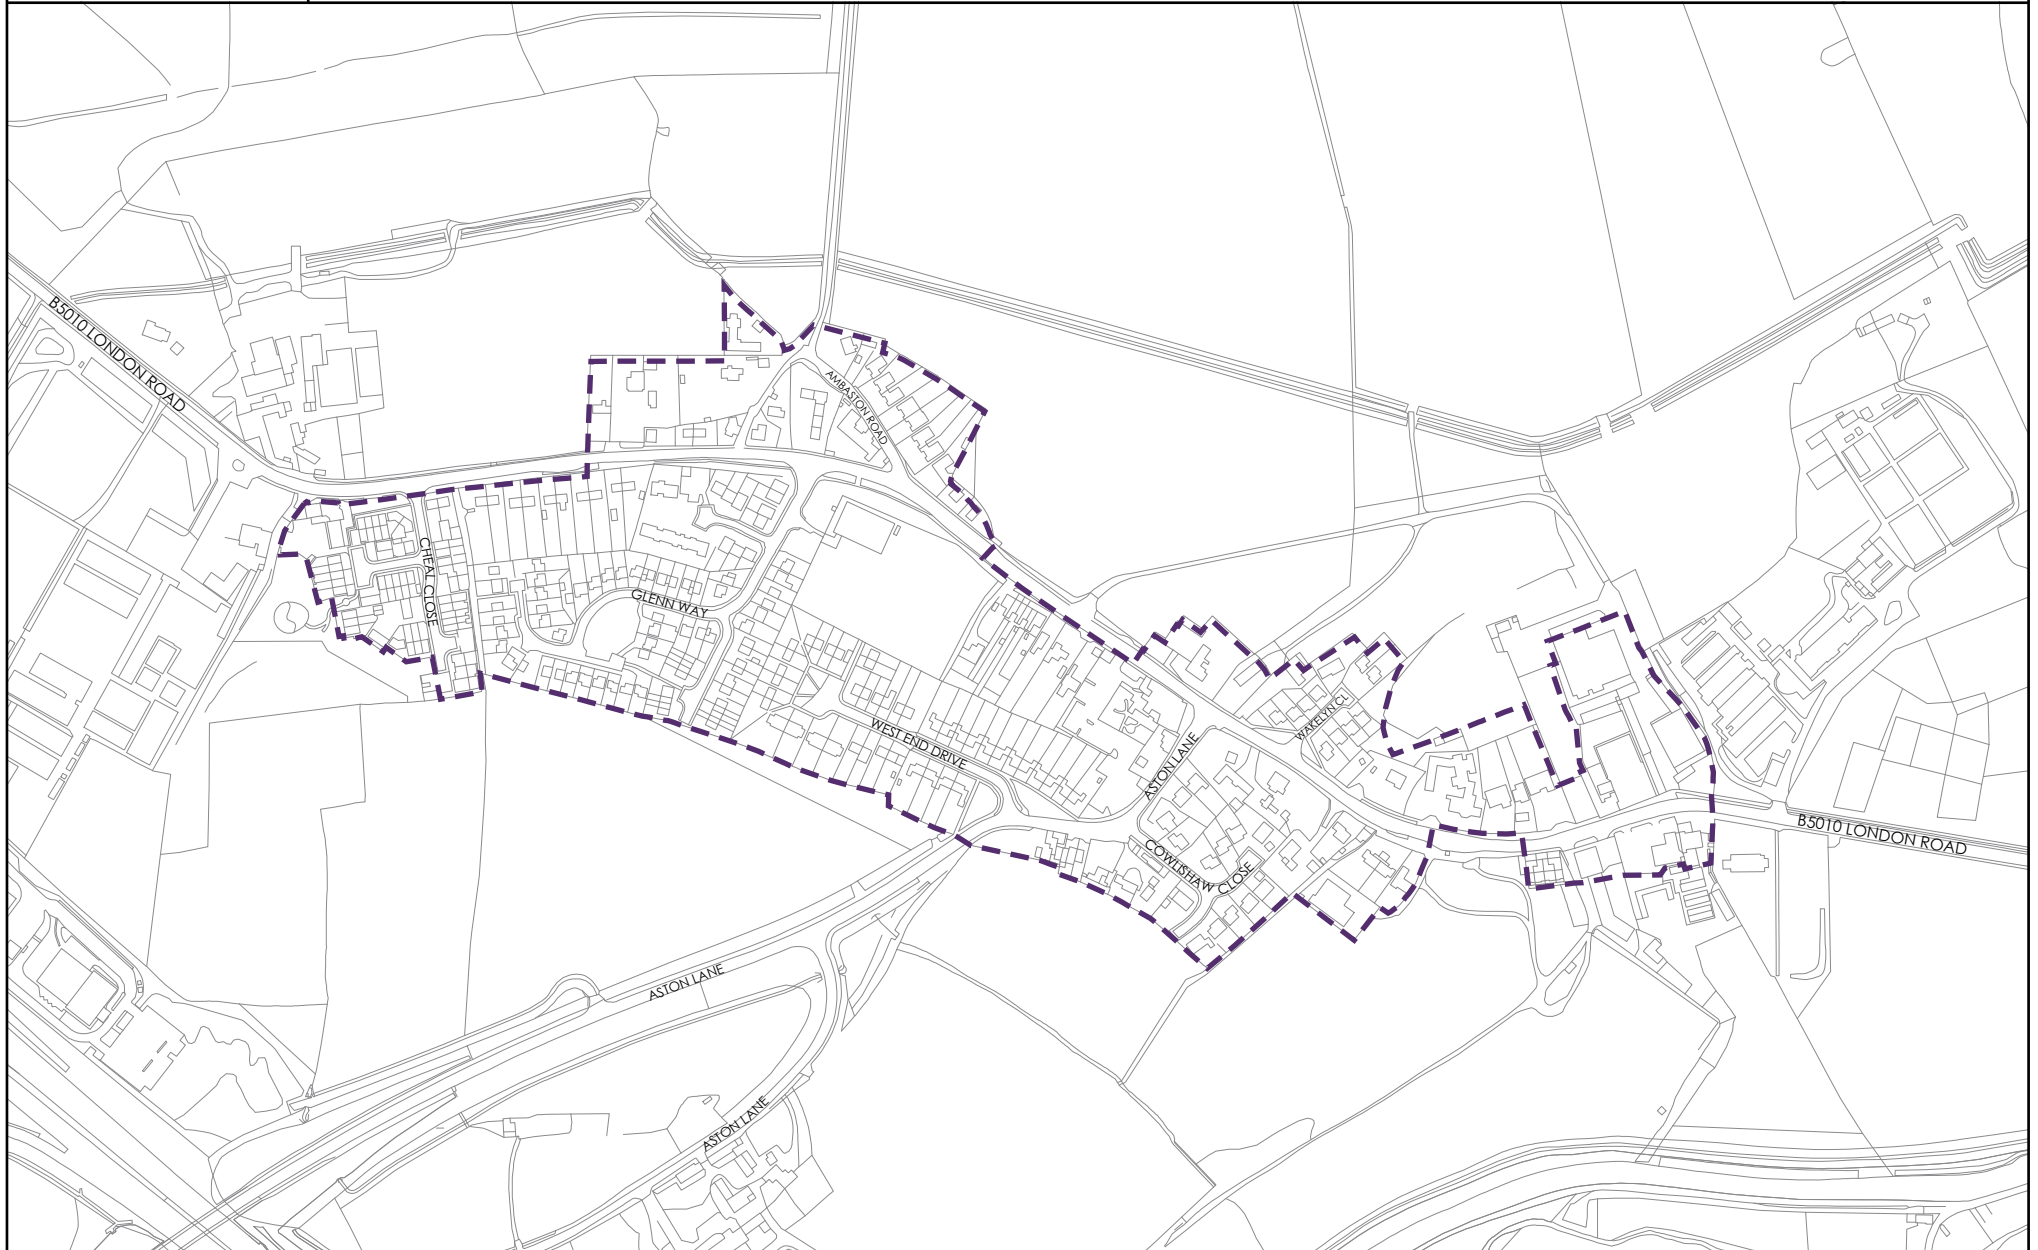 B5010 LONDON ROAD
AMBASTON ROAD
CHEAL CLOSE
GLENN WAY
WAKELYN CL
WEST END DRIVE
ASTON LANE
B5010 LONDON ROAD
COWLISHAW CLOSE
ASTON LANE
ASTON LANE